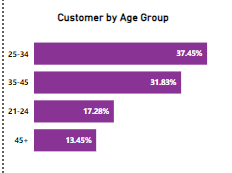 Customer by Age Group
25-34 37.45%
35-45 31.83%
21-24 17.28%
45+ 13.45%